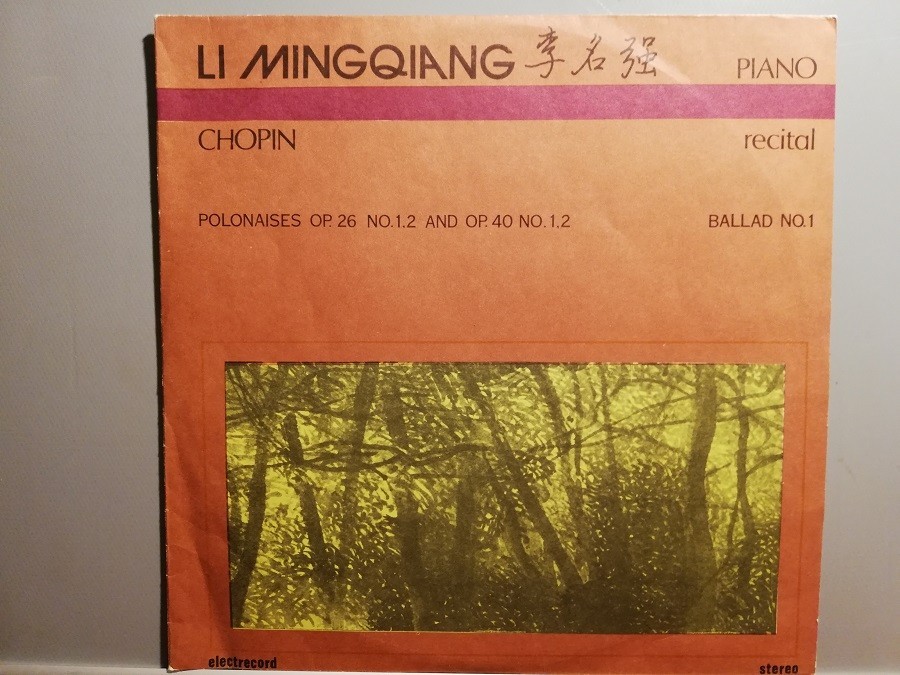 LI MINGQIANG 李名强 PIANO
CHOPIN recital
POLONAISES OP. 26 NO.1,2 AND OP. 40 NO.1,2 BALLAD NO.1
electrecord stereo